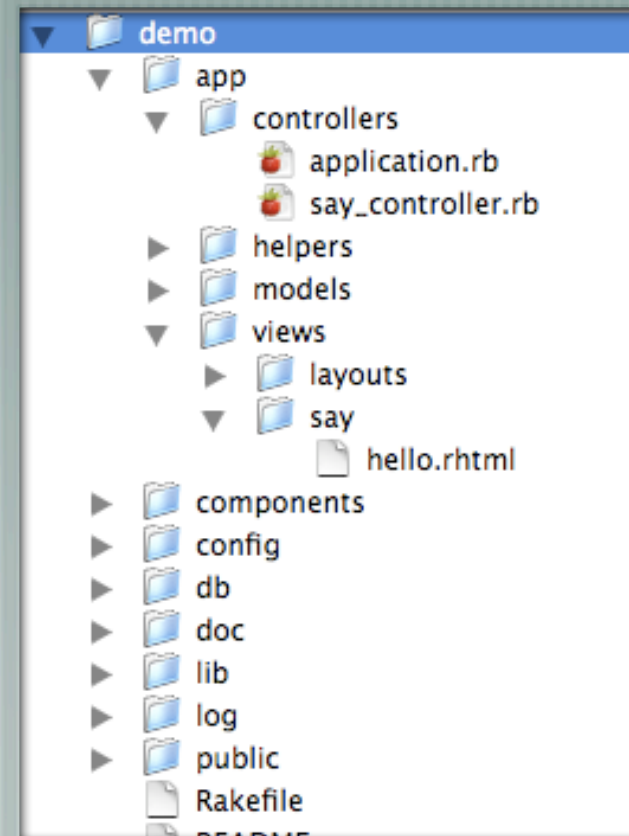 demo
app
controllers
application.rb
say_controller.rb
helpers
models
views
layouts
say
hello.rhtml
components
config
db
doc
lib
log
public
Rakefile